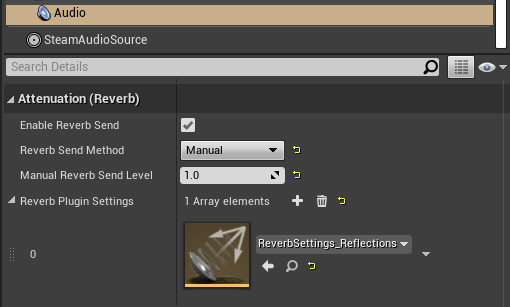 Audio
SteamAudioSource
Search Details
Attenuation (Reverb)
Enable Reverb Send
Reverb Send Method Manual
Manual Reverb Send Level 1.0
Reverb Plugin Settings 1 Array elements
0 ReverbSettings_Reflections